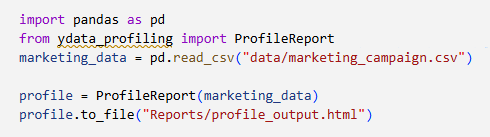 import pandas as pd
from ydata_profiling import ProfileReport
marketing_data = pd.read_csv("data/marketing_campaign.csv")
profile = ProfileReport(marketing_data)
profile.to_file("Reports/profile_output.html")